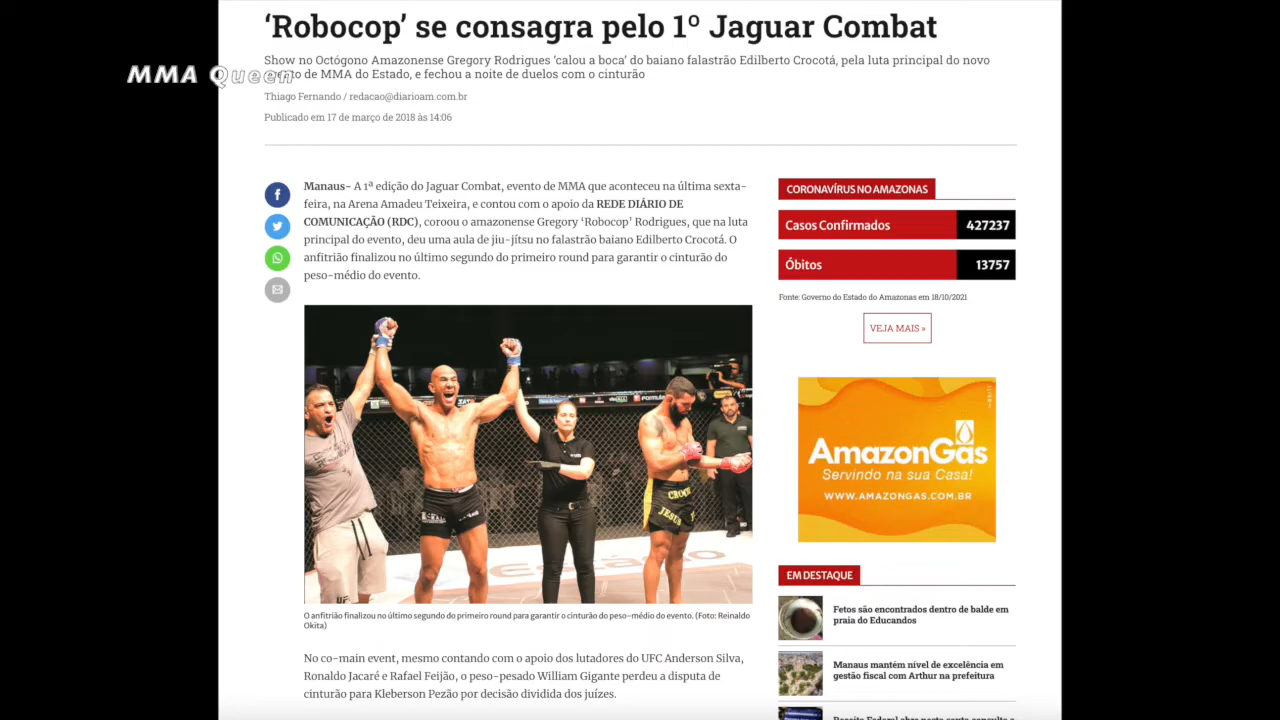 ‘Robocop’ se consagra pelo 1º Jaguar Combat
Show no Octógono Amazonense Gregory Rodrigues ‘calou a boca’ do baiano falastrão Edilberto Crocotá, pela luta principal do novo
MMA Queen
de MMA do Estado, e fechou a noite de duelos com o cinturão
Thiago Fernando / redacao@diarioam.com.br
Publicado em 17 de março de 2018 às 14:06
Manaus- A 1ª edição do Jaguar Combat, evento de MMA que aconteceu na última sexta-
feira, na Arena Amadeu Teixeira, e contou com o apoio da REDE DIÁRIO DE
COMUNICAÇÃO (RDC), coroou o amazonense Gregory ‘Robocop’ Rodrigues, que na luta
principal do evento, deu uma aula de jiu-jítsu no falastrão baiano Edilberto Crocotá. O
anfitrião finalizou no último segundo do primeiro round para garantir o cinturão do
peso-médio do evento.
CROCO
JESUS
O anfitrião finalizou no último segundo do primeiro round para garantir o cinturão do peso-médio do evento. (Foto: Reinaldo
Okita)
No co-main event, mesmo contando com o apoio dos lutadores do UFC Anderson Silva,
Ronaldo Jacaré e Rafael Feijão, o peso-pesado William Gigante perdeu a disputa de
cinturão para Kleberson Pezão por decisão dividida dos juízes.
CORONAVÍRUS NO AMAZONAS
Casos Confirmados 427237
Óbitos 13757
Fonte: Governo do Estado do Amazonas em 18/10/2021
VEJA MAIS »
AmazonGás
Servindo na sua Casa!
WWW.AMAZONGAS.COM.BR
EM DESTAQUE
Fetos são encontrados dentro de balde em
praia do Educandos
Manaus mantém nível de excelência em
gestão fiscal com Arthur na prefeitura